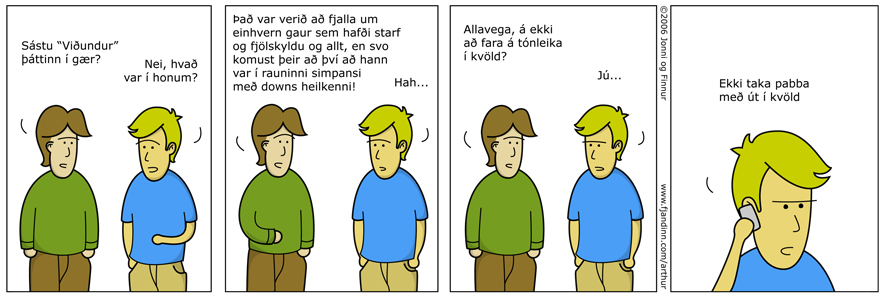 Sástu “Viðundur”
þáttinn í gær?
Nei, hvað
var í honum?
Það var verið að fjalla um
einhvern gaur sem hafði starf
og fjölskyldu og allt, en svo
komust þeir að því að hann
var í rauninni simpansi
með downs heilkenni!
Hah...
Allavega, á ekki
að fara á tónleika
í kvöld?
Jú...
©2006 Jonni og Finnur
www.fjandinn.com/arthur
Ekki taka pabba
með út í kvöld